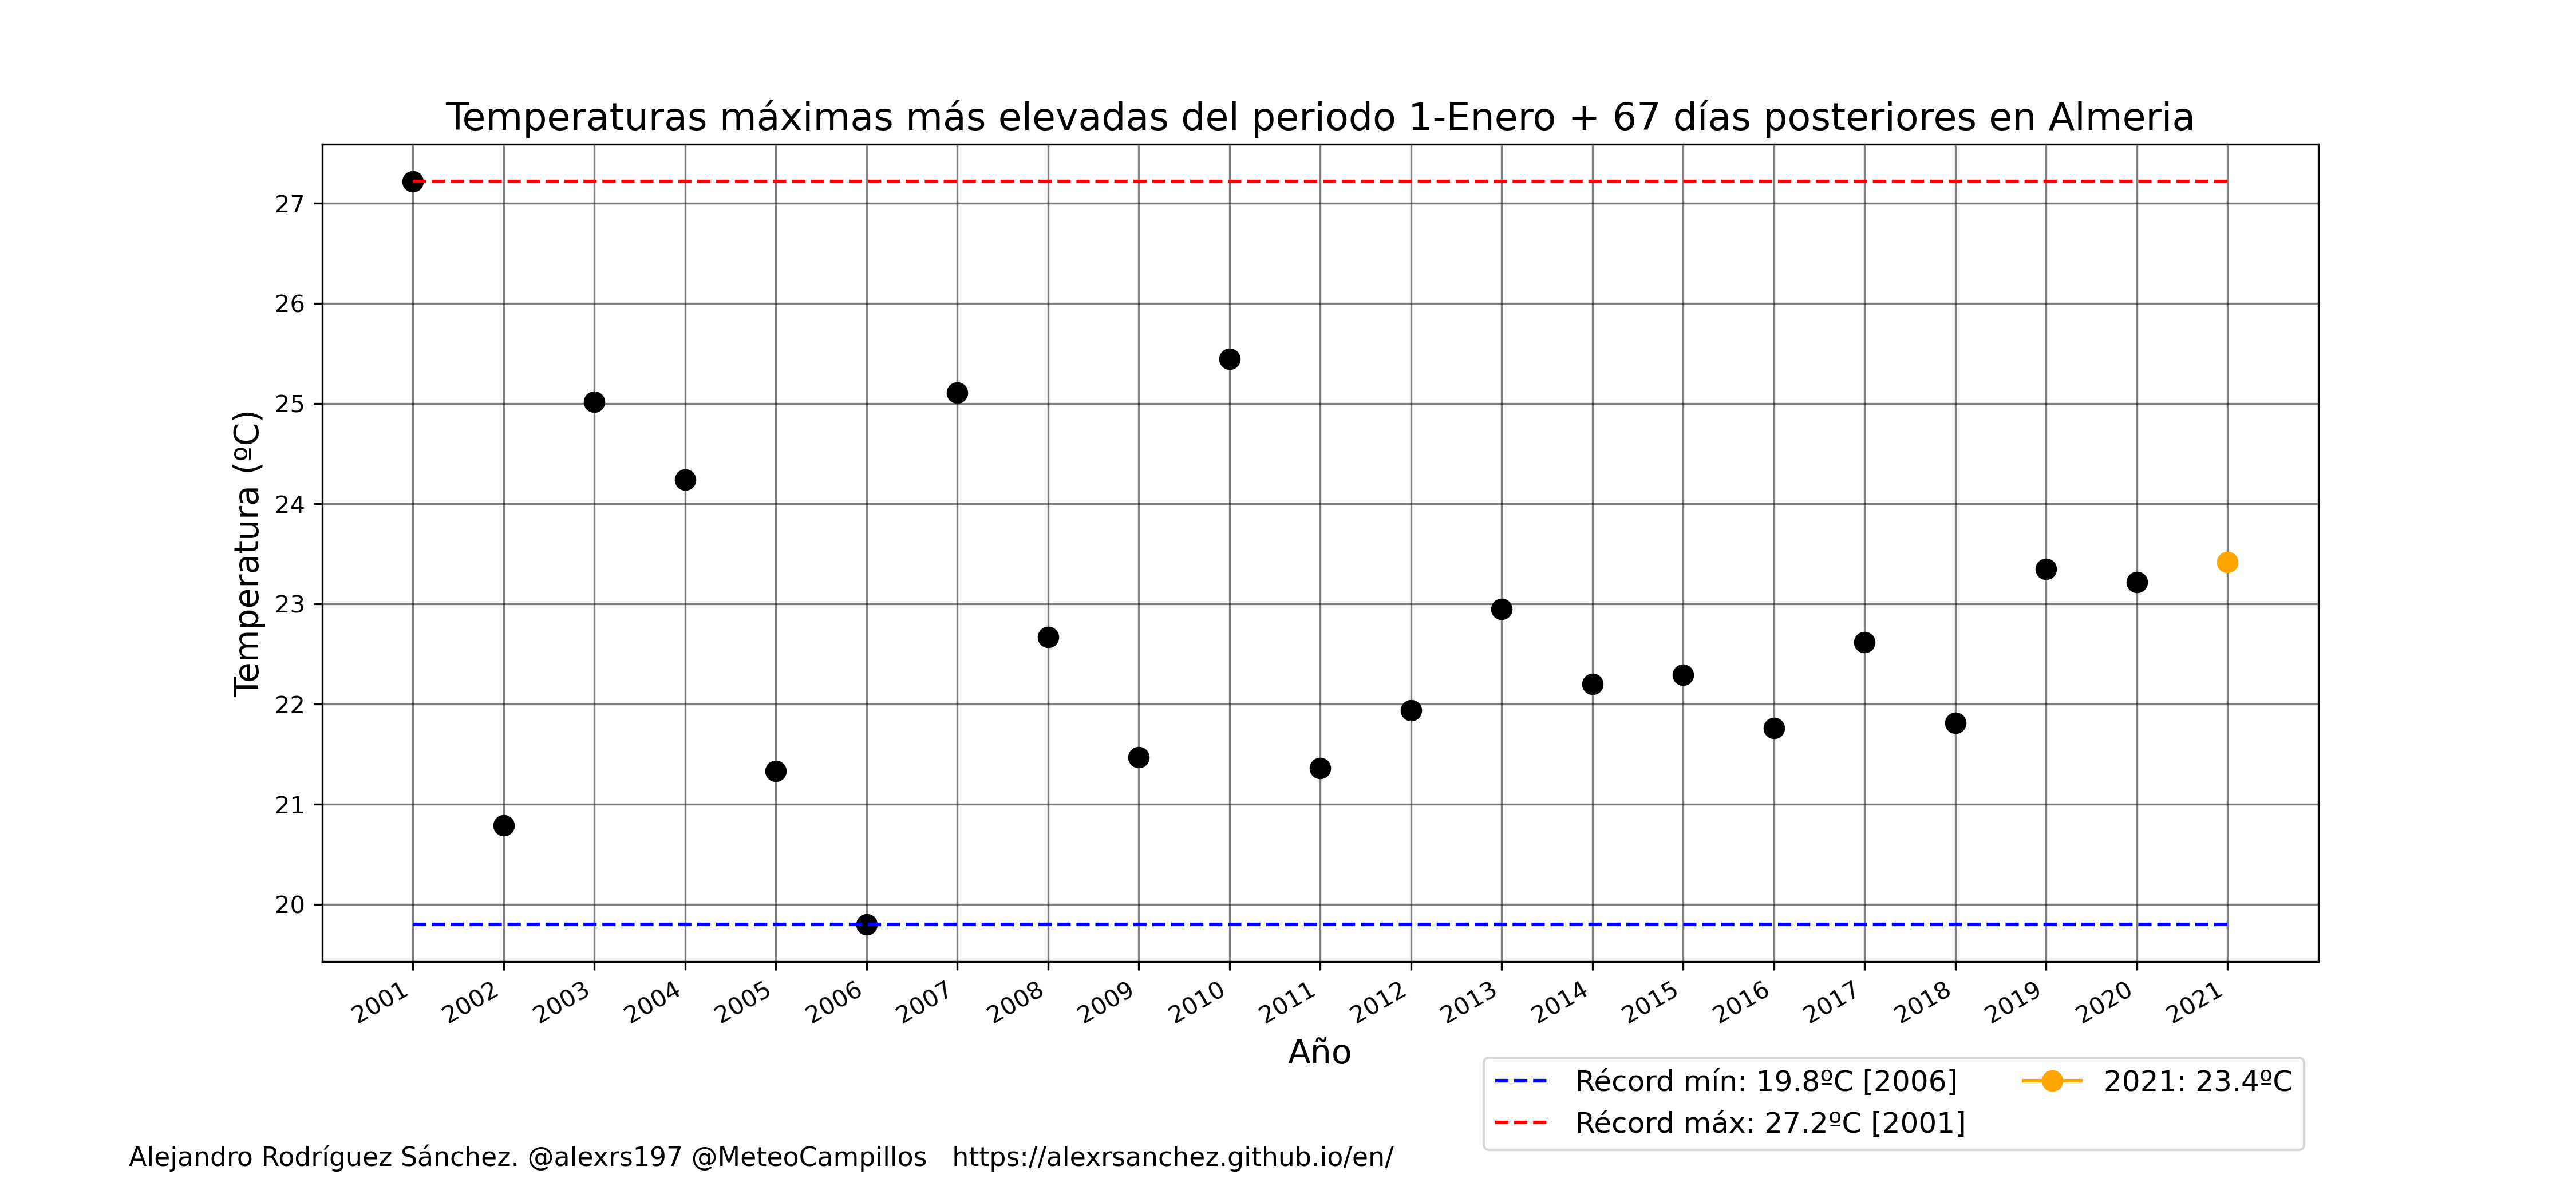 Temperaturas máximas más elevadas del periodo 1-Enero + 67 días posteriores en Almeria
Temperatura (ºC)
27
26
25
24
23
22
21
20
2001 2002 2003 2004 2005 2006 2007 2008 2009 2010 2011 2012 2013 2014 2015 2016 2017 2018 2019 2020 2021
Año
Récord mín: 19.8ºC [2006]
Récord máx: 27.2ºC [2001]
2021: 23.4ºC
Alejandro Rodríguez Sánchez. @alexrs197 @MeteoCampillos https://alexrsanchez.github.io/en/